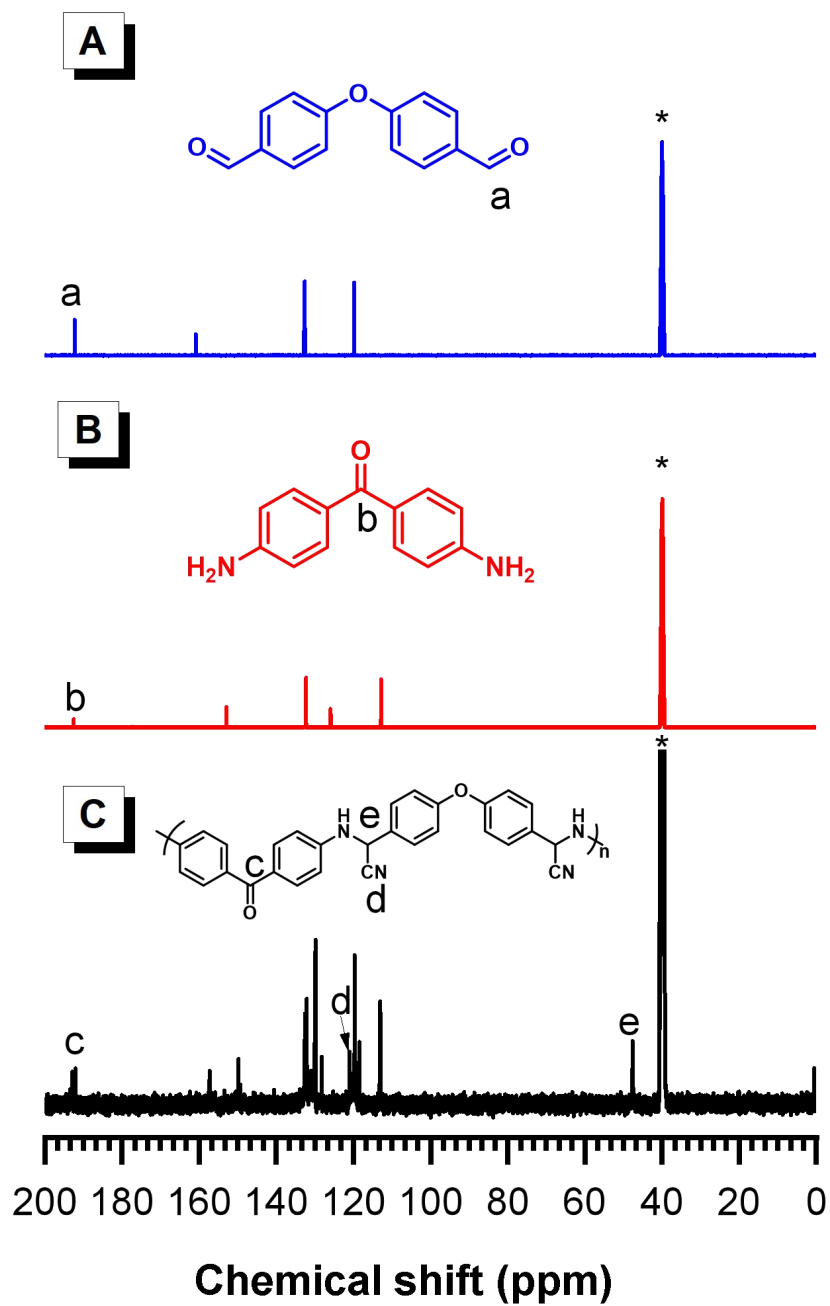 A
O
O
O
a
*
a
B
O
b
H₂N
NH₂
*
b
*
C
O
H
N
e
H
N
n
c
CN
d
CN
O
d
c
e
200 180 160 140 120 100 80 60 40 20 0
Chemical shift (ppm)